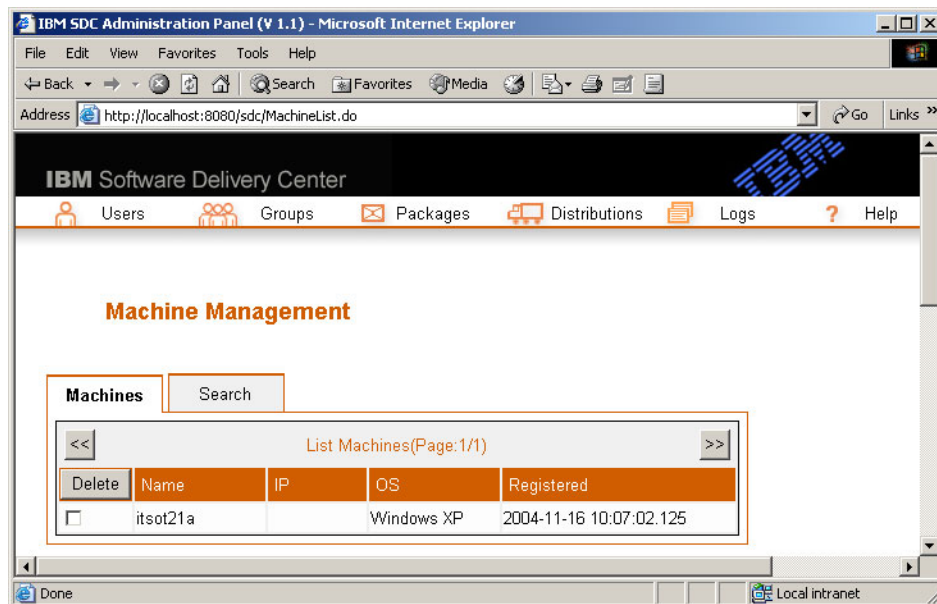 IBM SDC Administration Panel (V 1.1) - Microsoft Internet Explorer
File Edit View Favorites Tools Help
Back Search Favorites Media
Address http://localhost:8080/sdc/MachineList.do Go Links »
IBM Software Delivery Center IBM
Users Groups Packages Distributions Logs ? Help
Machine Management
Machines Search
<< List Machines(Page:1/1) >>
Delete Name IP OS Registered
itsot21a Windows XP 2004-11-16 10:07:02.125
Done Local intranet